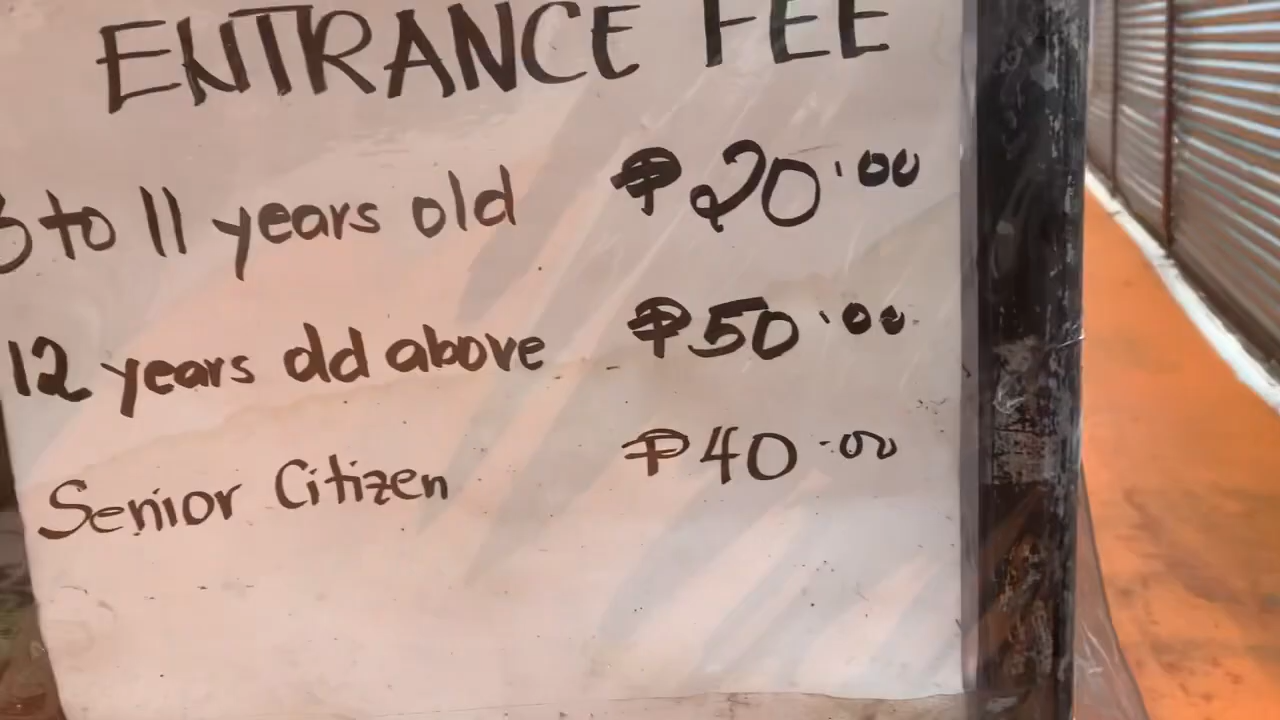 ENTRANCE FEE
to 11 years old ₱20.00
12 years old above ₱50.00
Senior Citizen ₱40.00